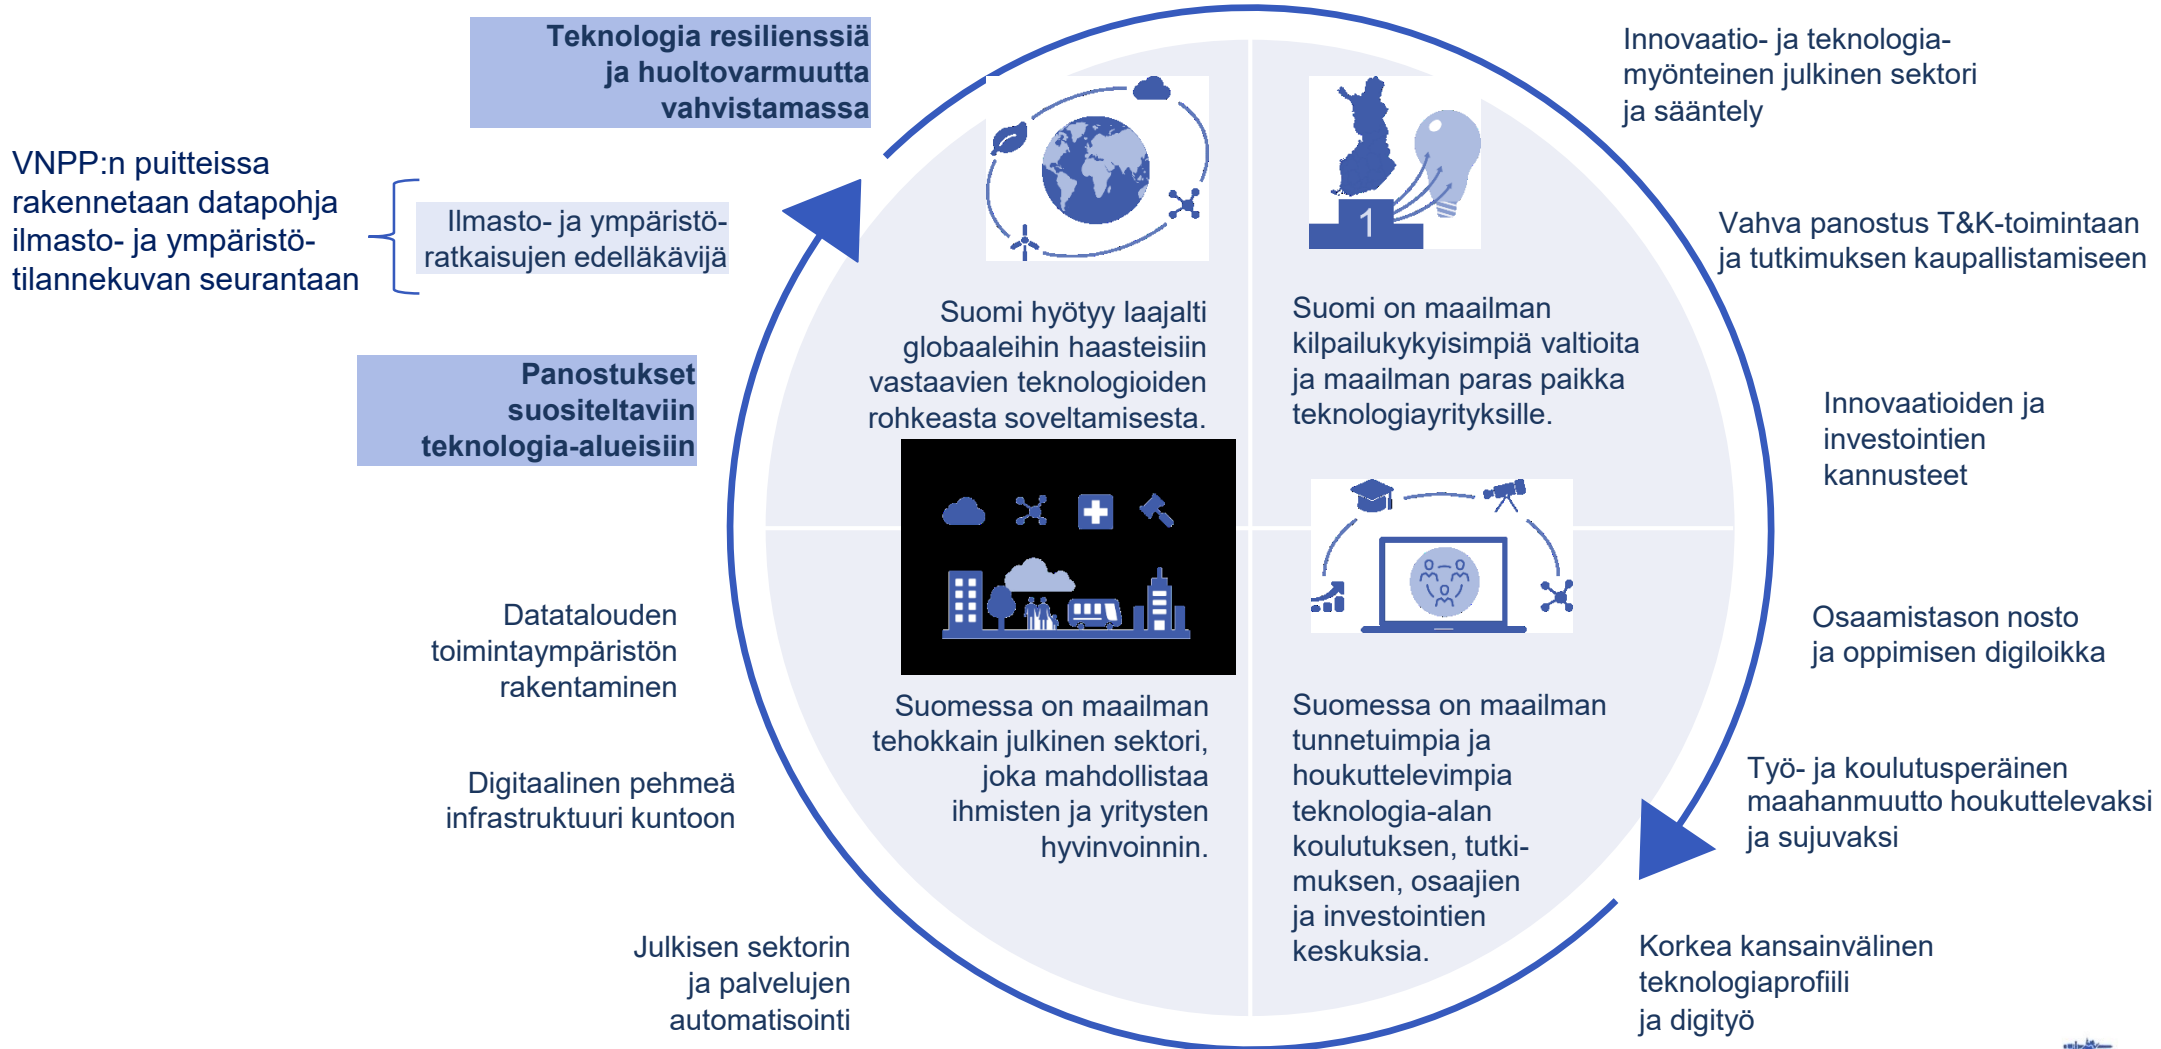 Teknologia resilienssiä
ja huoltovarmuutta
vahvistamassa
VNPP:n puitteissa
rakennetaan datapohja
ilmasto- ja ympäristö-
tilannekuvan seurantaan
Ilmasto- ja ympäristö-
ratkaisujen edelläkävijä
Panostukset
suositeltaviin
teknologia-alueisiin
Datatalouden
toimintaympäristön
rakentaminen
Digitaalinen pehmeä
infrastruktuuri kuntoon
Julkisen sektorin
ja palvelujen
automatisointi
Suomi hyötyy laajalti
globaaleihin haasteisiin
vastaavien teknologioiden
rohkeasta soveltamisesta.
1
Suomi on maailman
kilpailukykyisimpiä valtioita
ja maailman paras paikka
teknologiayrityksille.
Suomessa on maailman
tehokkain julkinen sektori,
joka mahdollistaa
ihmisten ja yritysten
hyvinvoinnin.
Suomessa on maailman
tunnetuimpia ja
houkuttelevimpia
teknologia-alan
koulutuksen, tutki-
muksen, osaajien
ja investointien
keskuksia.
Innovaatio- ja teknologia-
myönteinen julkinen sektori
ja sääntely
Vahva panostus T&K-toimintaan
ja tutkimuksen kaupallistamiseen
Innovaatioiden ja
investointien
kannusteet
Osaamistason nosto
ja oppimisen digiloikka
Työ- ja koulutusperäinen
maahanmuutto houkuttelevaksi
ja sujuvaksi
Korkea kansainvälinen
teknologiaprofiili
ja digityö